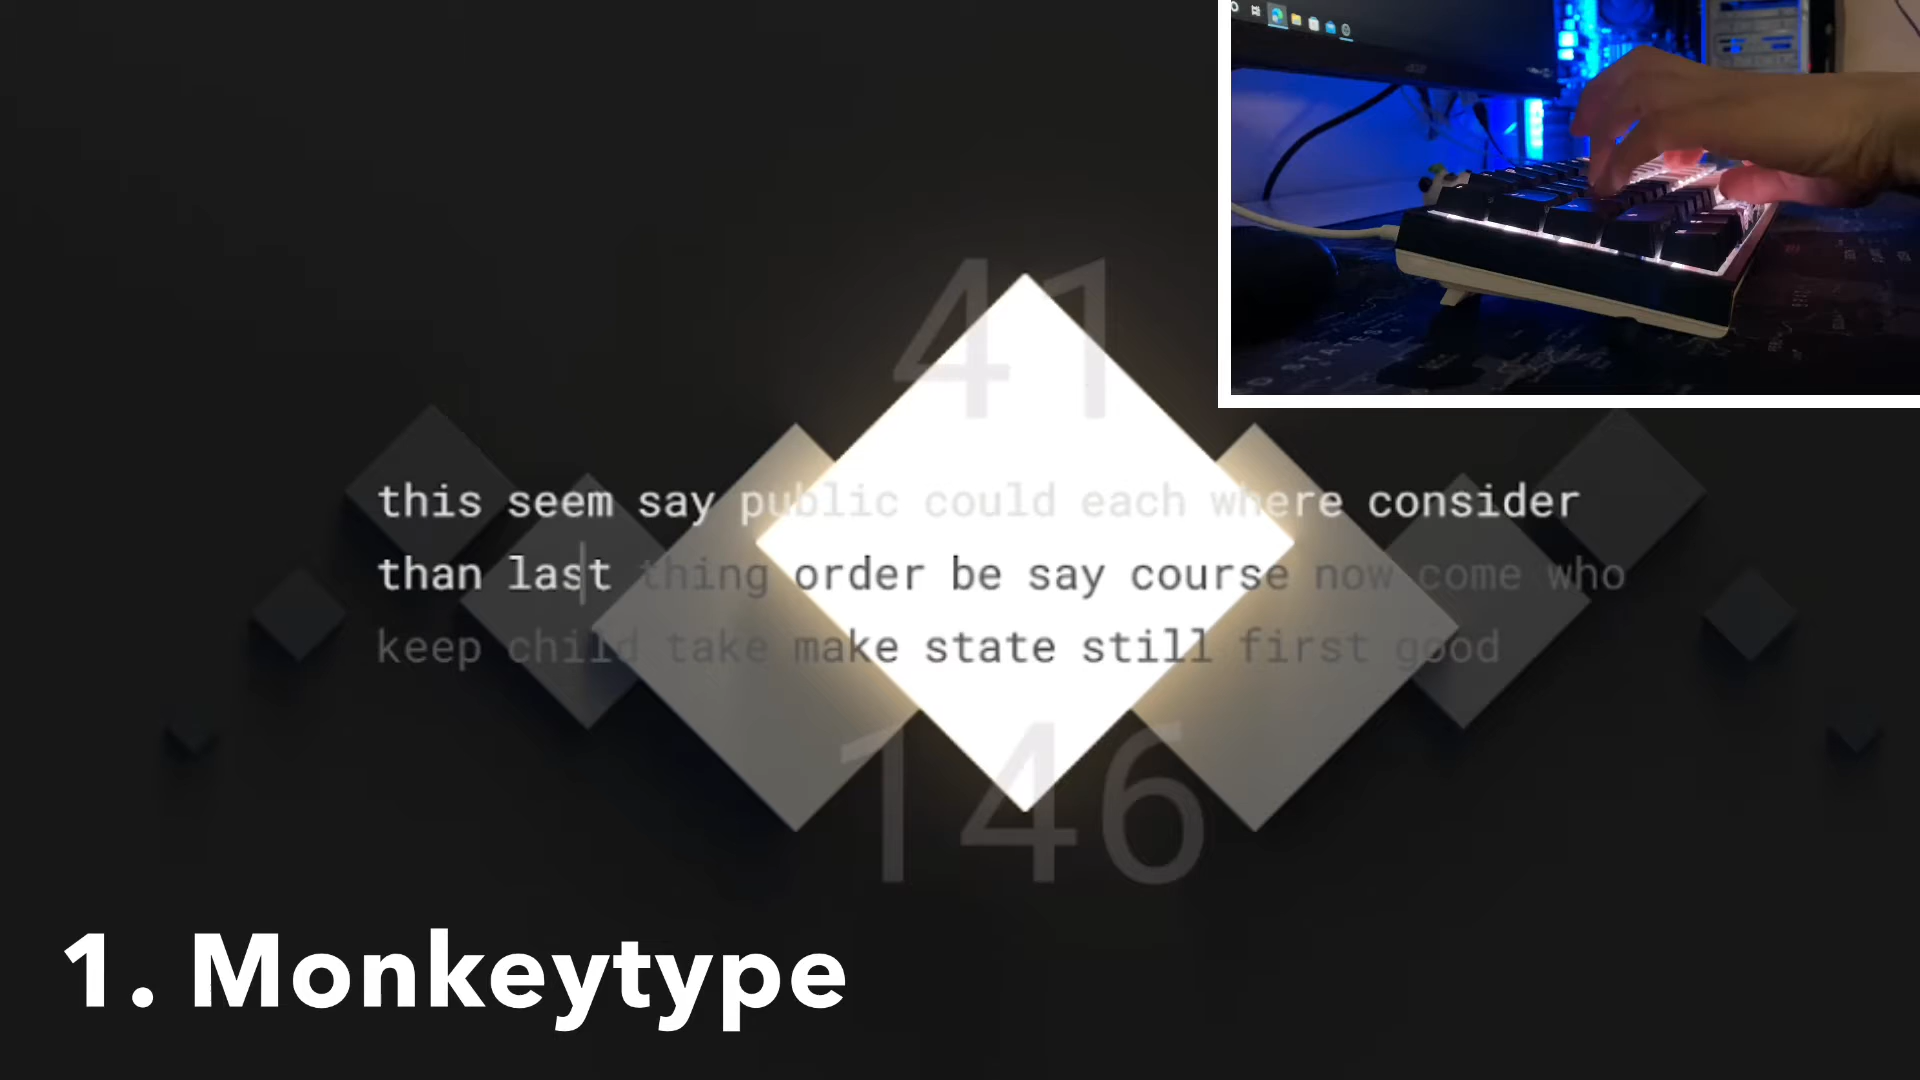 41
this seem say public could each where consider
than last thing order be say course now come who
keep child take make state still first good
146
1. Monkeytype